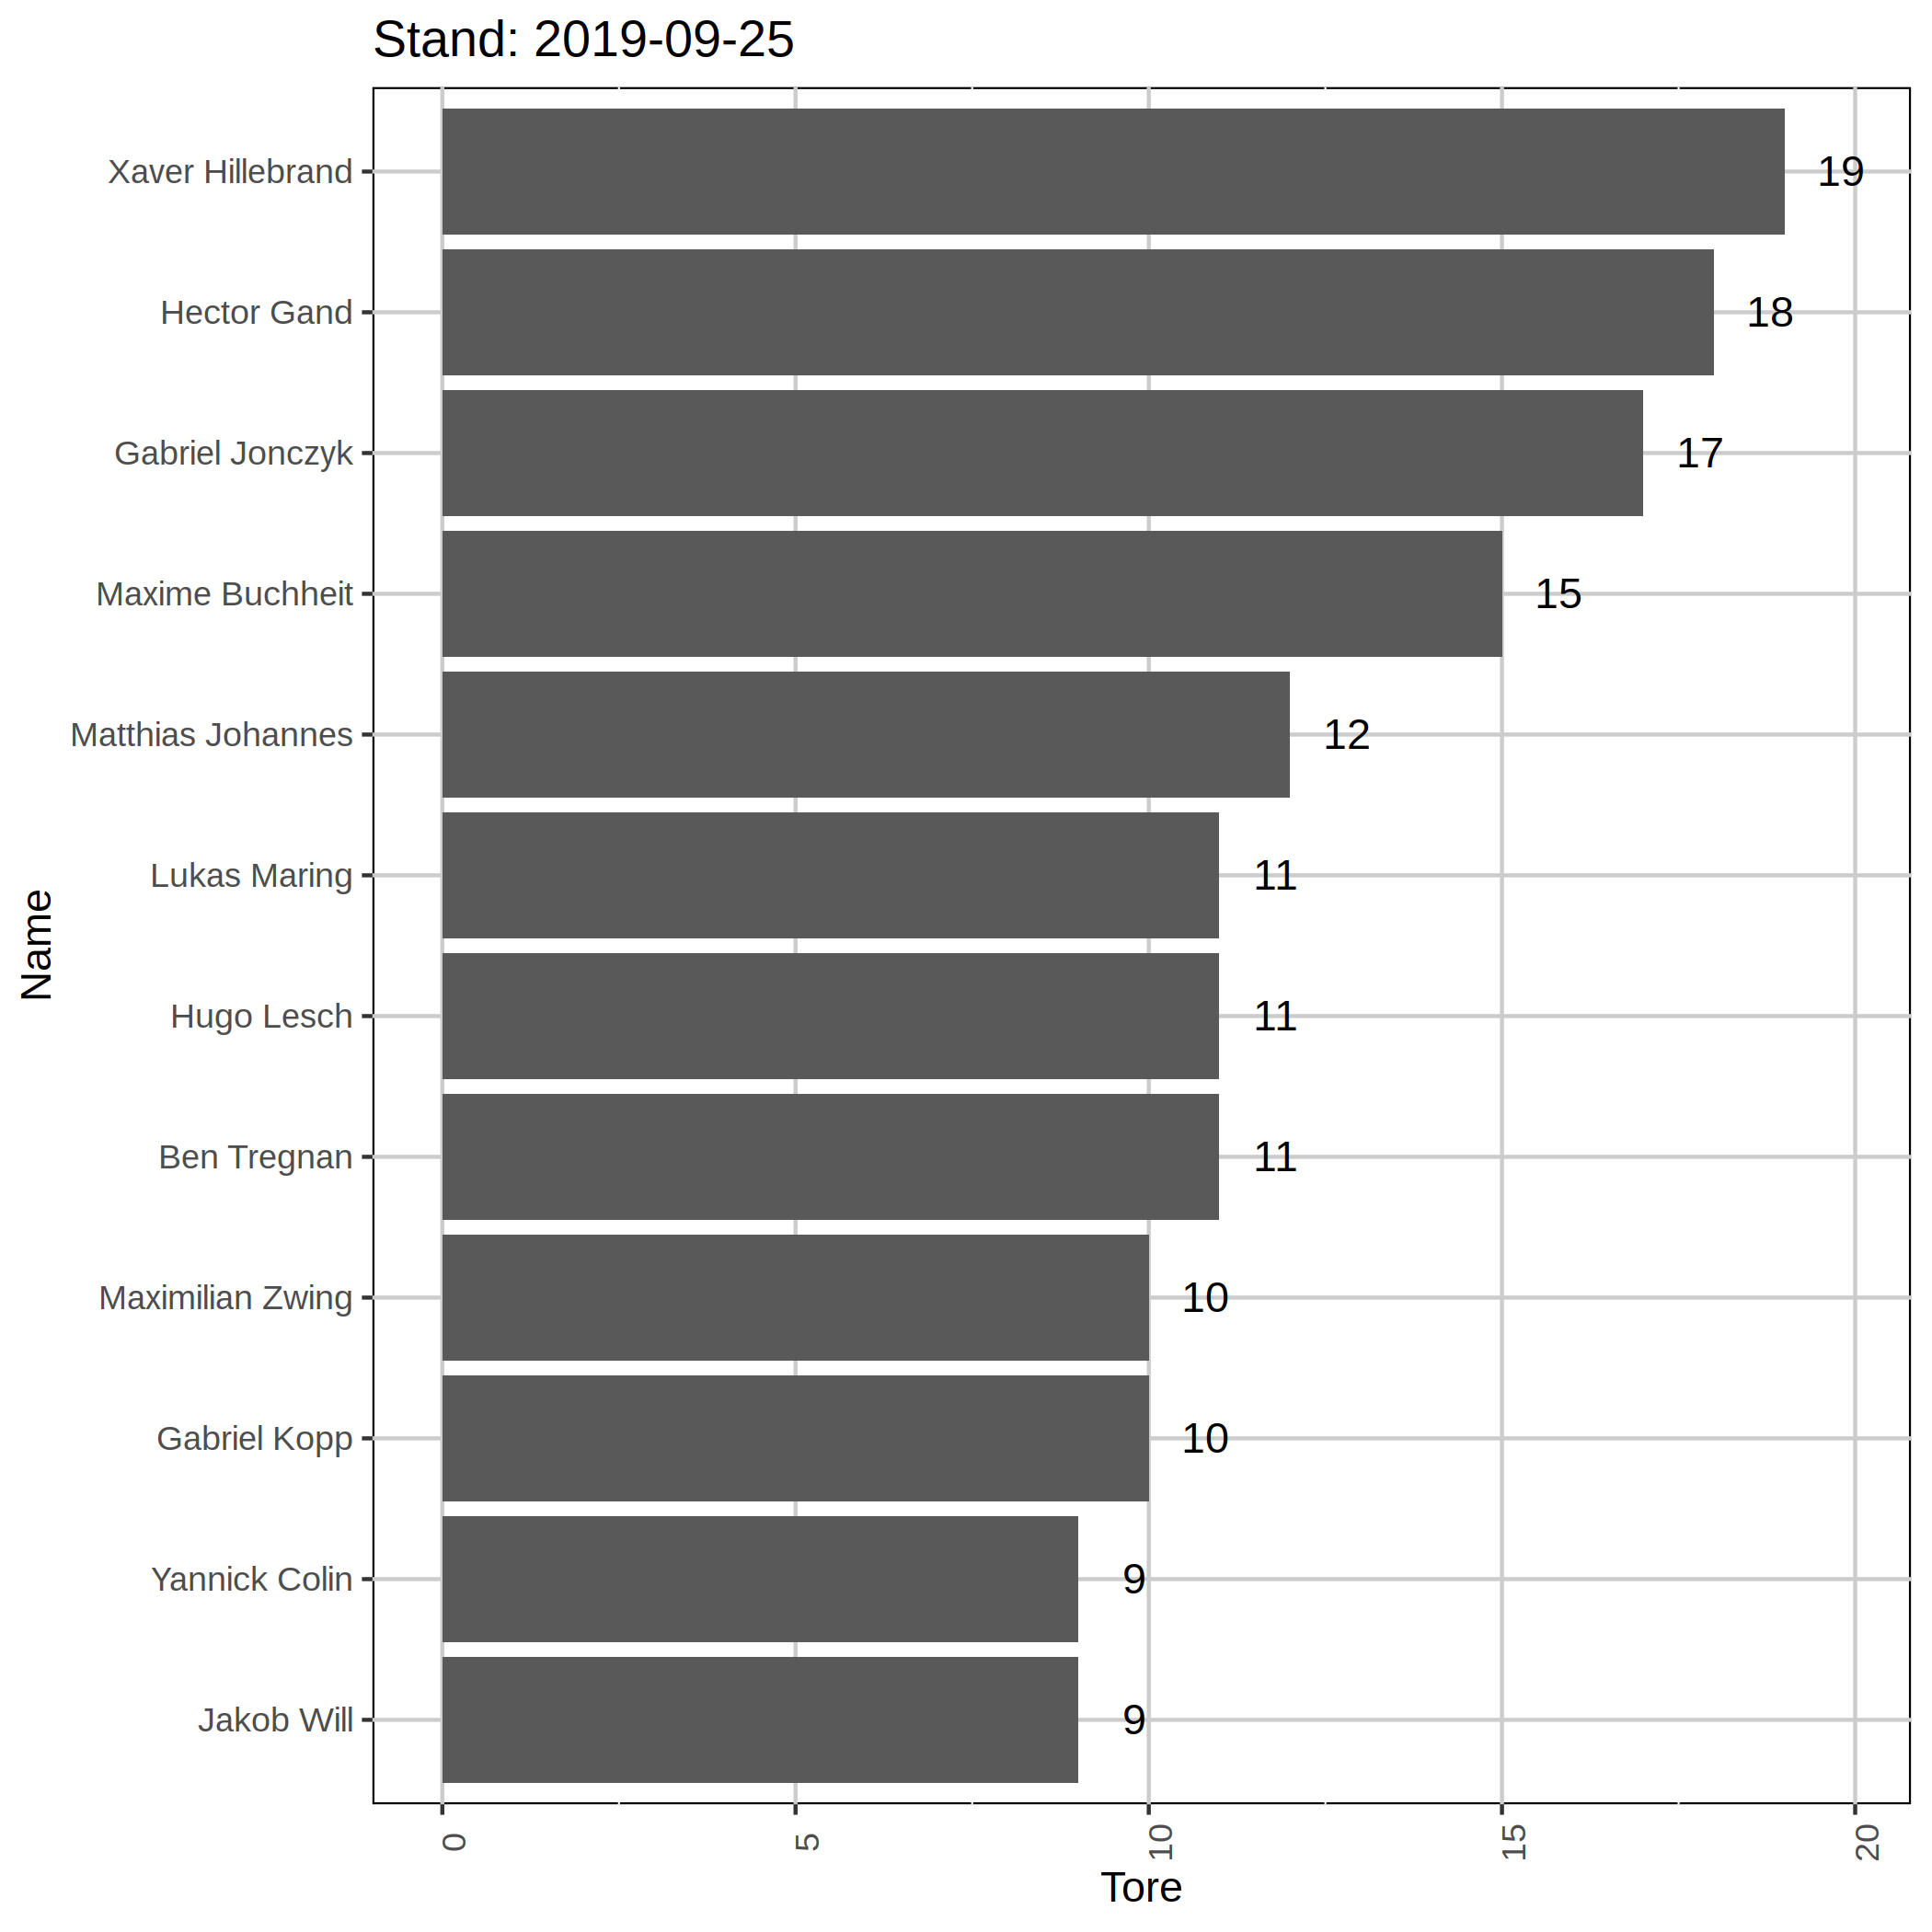 Stand: 2019-09-25
Xaver Hillebrand 19
Hector Gand 18
Gabriel Jonczyk 17
Maxime Buchheit 15
Matthias Johannes 12
Lukas Maring 11
Hugo Lesch 11
Ben Tregnan 11
Maximilian Zwing 10
Gabriel Kopp 10
Yannick Colin 9
Jakob Will 9
Name
0 5 10 15 20
Tore